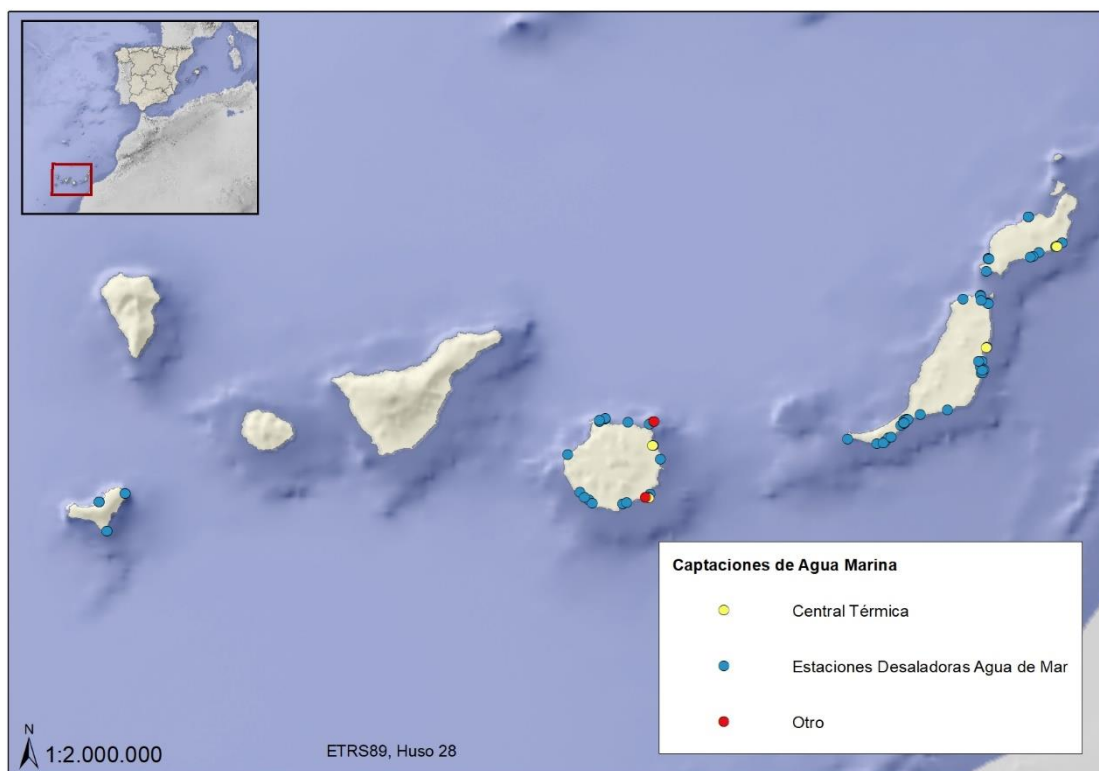 Captaciones de Agua Marina
Central Térmica
Estaciones Desaladoras Agua de Mar
Otro
N
1:2.000.000
ETRS89, Huso 28